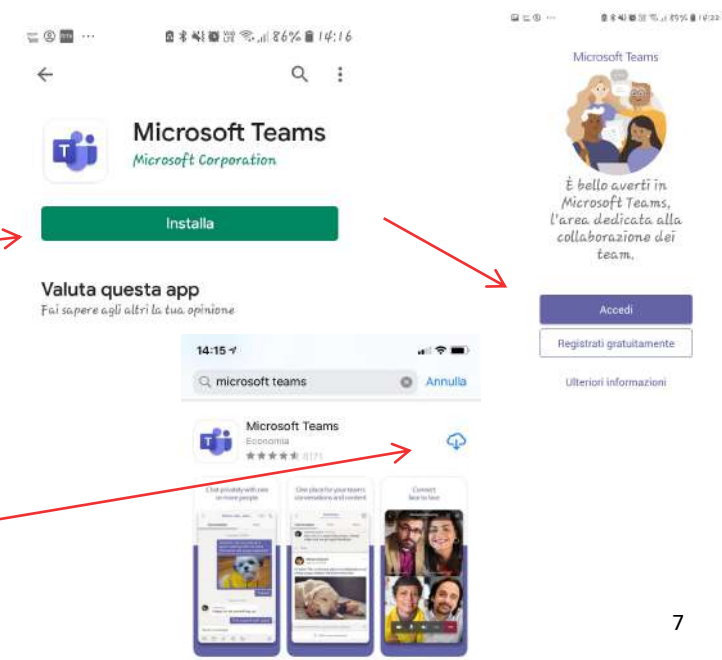 86% 14:16
Microsoft Teams
Microsoft Corporation
Installa
Valuta questa app
Fai sapere agli altri la tua opinione
14:15
microsoft teams
Annulla
Microsoft Teams
Economia
Chat privately with one
or more people
One place for your team's
conversations and content
Connect
face to face
14:22
Microsoft Teams
È bello averti in
Microsoft Teams,
l'area dedicata alla
collaborazione dei
team.
Accedi
Registrati gratuitamente
Ulteriori informazioni
7